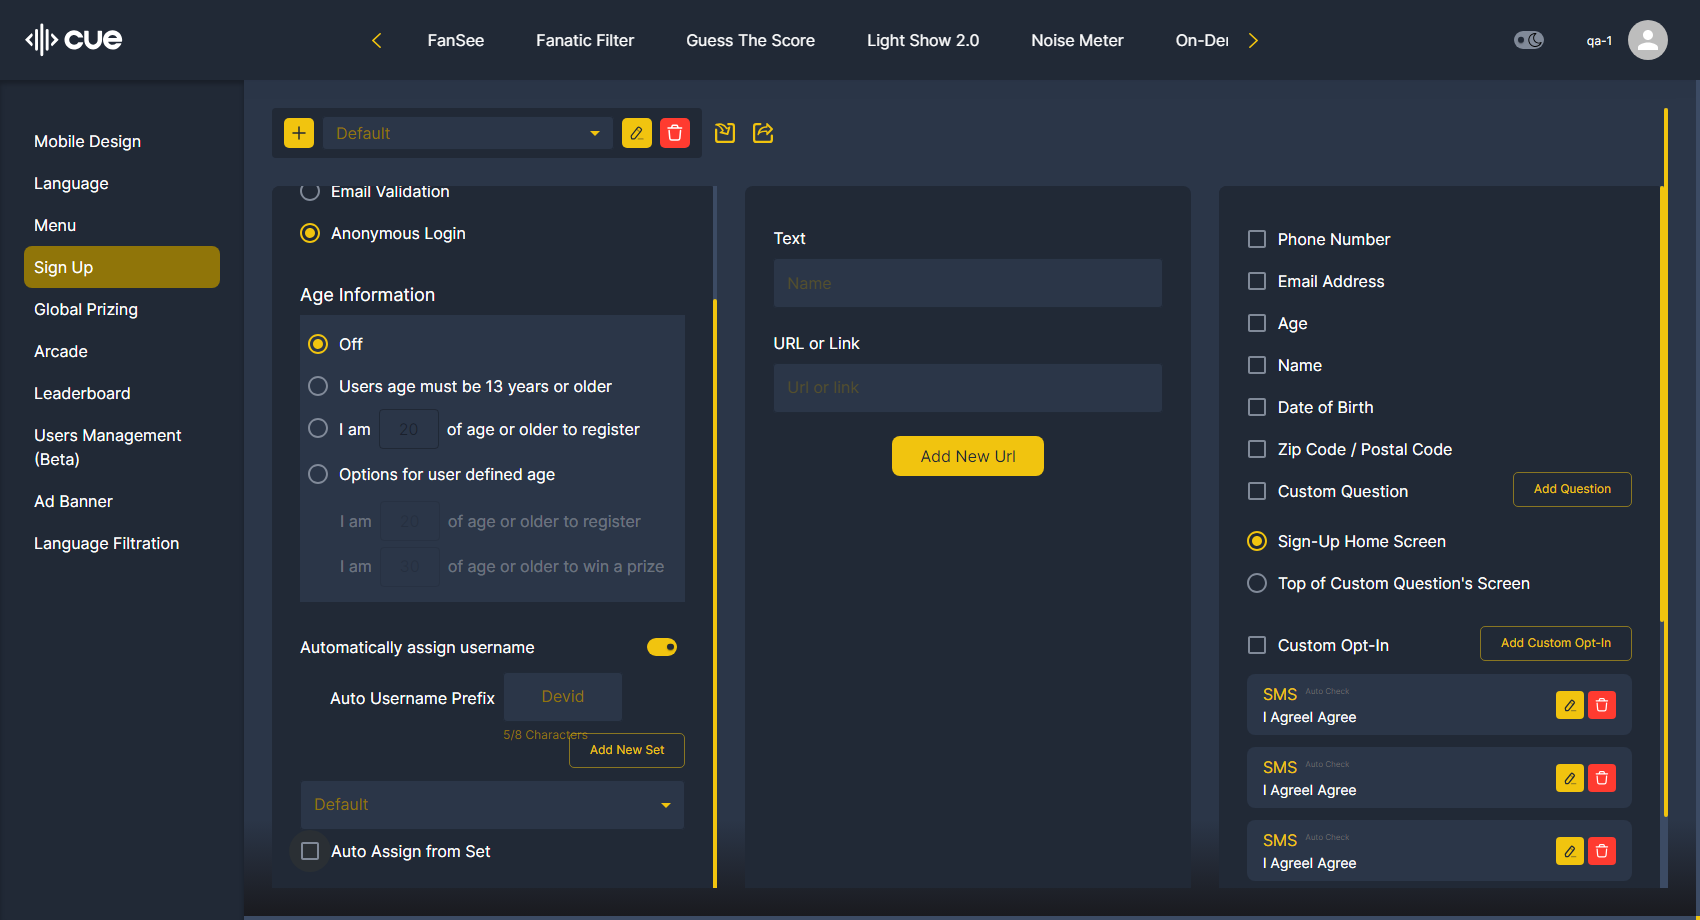 cue
FanSee
Fanatic Filter
Guess The Score
Light Show 2.0
Noise Meter
On-Der
qa-1
Mobile Design
Language
Menu
Sign Up
Global Prizing
Arcade
Leaderboard
Users Management
(Beta)
Ad Banner
Language Filtration
Default
Email Validation
Anonymous Login
Age Information
Off
Users age must be 13 years or older
I am 20 of age or older to register
Options for user defined age
I am 20 of age or older to register
I am 30 of age or older to win a prize
Automatically assign username
Auto Username Prefix Devid
5/8 Characters
Add New Set
Default
Auto Assign from Set
Text
Name
URL or Link
Url or link
Add New Url
Phone Number
Email Address
Age
Name
Date of Birth
Zip Code / Postal Code
Custom Question Add Question
Sign-Up Home Screen
Top of Custom Question's Screen
Custom Opt-In Add Custom Opt-In
SMS Auto Check
I AgreeI Agree
SMS Auto Check
I AgreeI Agree
SMS Auto Check
I AgreeI Agree